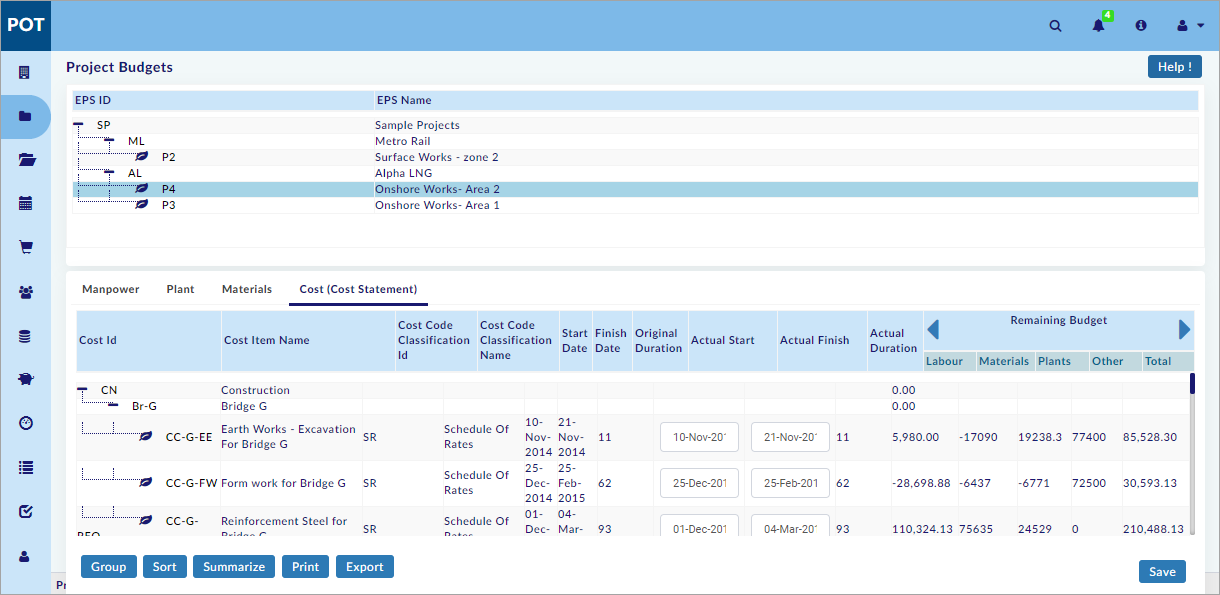 POT
4
Project Budgets
Help !
EPS ID EPS Name
SP Sample Projects
ML Metro Rail
P2 Surface Works - zone 2
AL Alpha LNG
P4 Onshore Works- Area 2
P3 Onshore Works- Area 1
Manpower Plant Materials Cost (Cost Statement)
Cost Id
Cost Item Name
Cost Code
Classification
Id
Cost Code
Classification
Name
Start
Date
Finish
Date
Original
Duration
Actual Start
Actual Finish
Actual
Duration
Remaining Budget
Labour Materials Plants Other Total
CN Construction 0.00
Br-G Bridge G 0.00
CC-G-EE
Earth Works - Excavation
For Bridge G
SR
Schedule Of
Rates
10-
Nov-
2014
21-
Nov-
2014
11
10-Nov-201
21-Nov-201
11
5,980.00 -17090 19238.3 77400 85,528.30
CC-G-FW Form work for Bridge G SR
Schedule Of
Rates
25-
Dec-
2014
25-
Feb-
2015
62
25-Dec-201
25-Feb-201
62
-28,698.88 -6437 -6771 72500 30,593.13
CC-G-
Reinforcement Steel for
Bridge G
SR
Schedule Of
Rates
01-
Dec-
04-
Mar-
93
01-Dec-201
04-Mar-201
93
110,324.13 75635 24529 0 210,488.13
Group Sort Summarize Print Export
Save
Pr